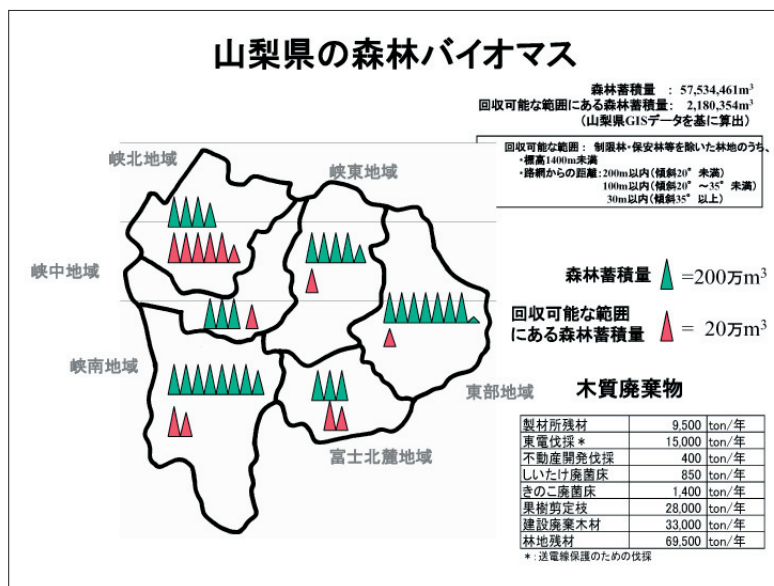 山梨県の森林バイオマス
森林蓄積量 : 57,534,461m³
回収可能な範囲にある森林蓄積量: 2,180,354m³
(山梨県GISデータを基に算出)
回収可能な範囲: 制限林・保安林等を除いた林地のうち、
・標高1400m未満
・路網からの距離:200m以内(傾斜20°未満)
100m以内(傾斜20°～35°未満)
30m以内(傾斜35°以上)
峡北地域
峡東地域
峡中地域
森林蓄積量 =200万m³
回収可能な範囲
にある森林蓄積量 = 20万m³
峡南地域
東部地域
富士北麓地域
木質廃棄物
製材所残材 9,500 ton/年
東電伐採* 15,000 ton/年
不動産開発伐採 400 ton/年
しいたけ廃菌床 850 ton/年
きのこ廃菌床 1,400 ton/年
果樹剪定枝 28,000 ton/年
建設廃棄木材 33,000 ton/年
林地残材 69,500 ton/年
*:送電線保護のための伐採